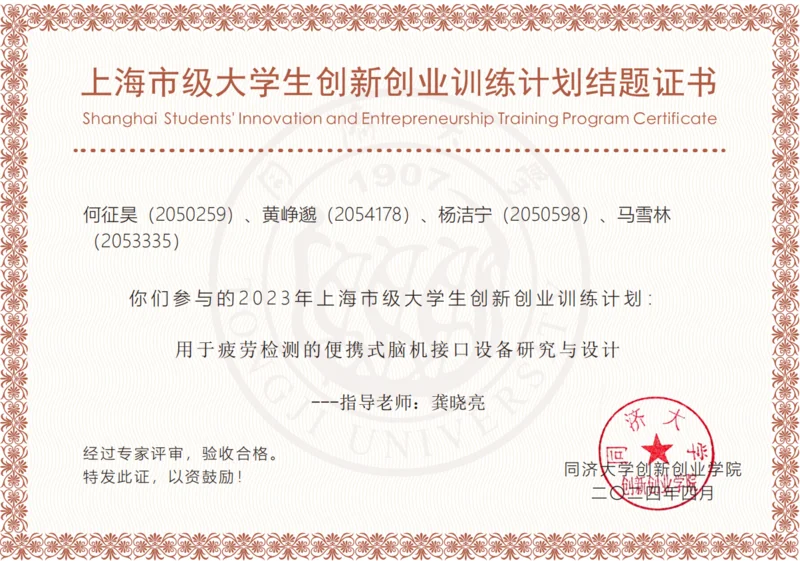 上海市级大学生创新创业训练计划结题证书
Shanghai Students' Innovation and Entrepreneurship Training Program Certificate
1907
TONGJI UNIVERSITY
何征昊（2050259）、黄峥邈（2054178）、杨洁宁（2050598）、马雪林
（2053335）
你们参与的2023年上海市级大学生创新创业训练计划：
用于疲劳检测的便携式脑机接口设备研究与设计
---指导老师：龚晓亮
经过专家评审，验收合格。
特发此证，以资鼓励！
同济大学
创新创业学院
同济大学创新创业学院
二〇二四年四月